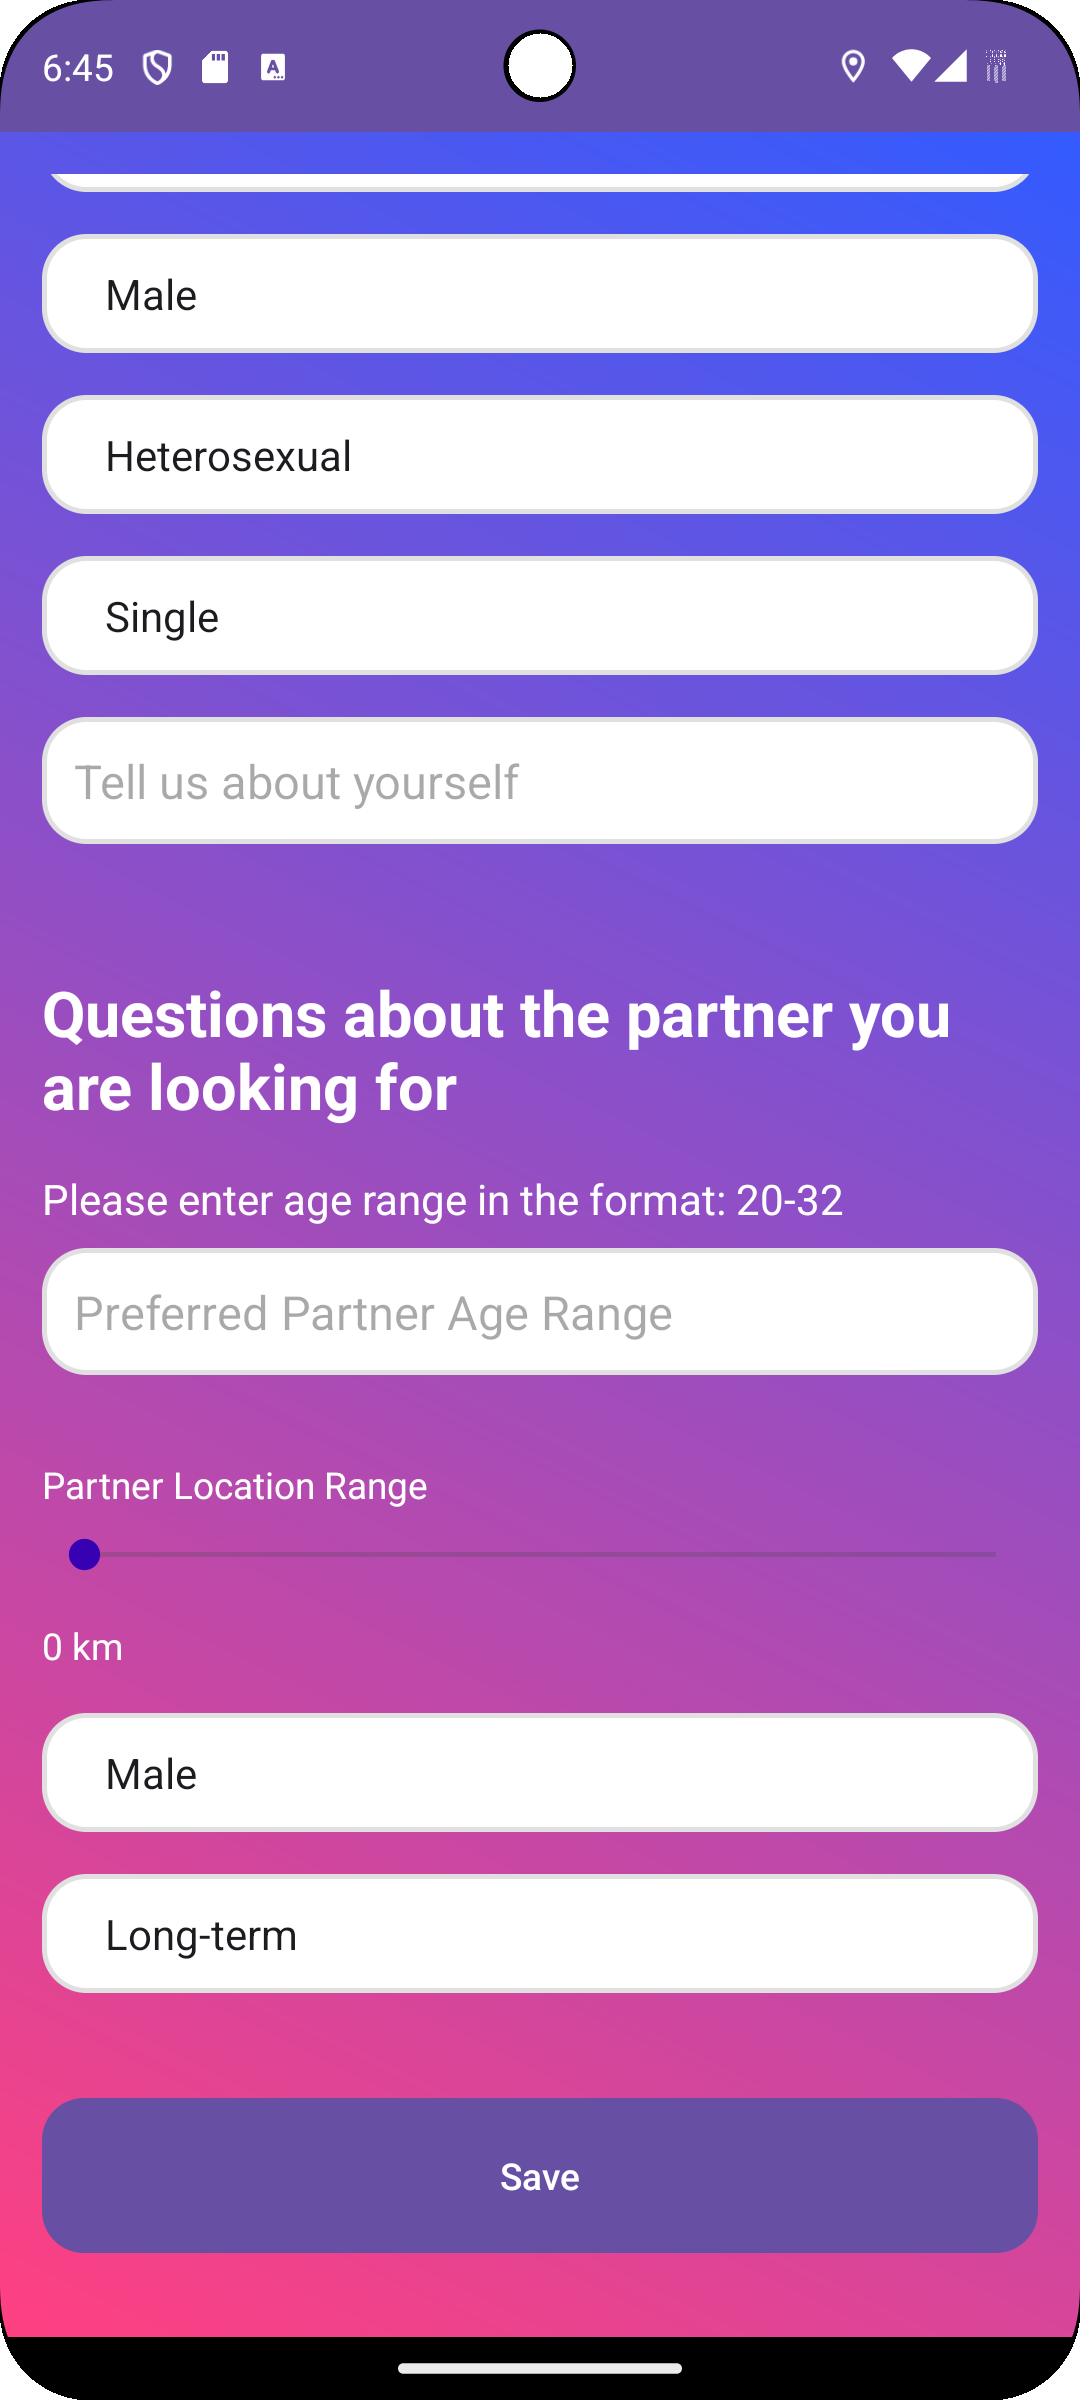 6:45
Male
Heterosexual
Single
Tell us about yourself
Questions about the partner you
are looking for
Please enter age range in the format: 20-32
Preferred Partner Age Range
Partner Location Range
0 km
Male
Long-term
Save